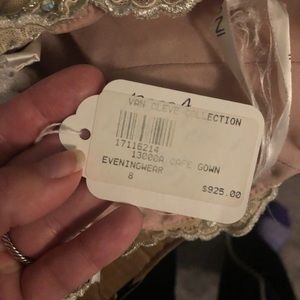 VAN CLEVE COLLECTION
17116214
13000A CAPE GOWN
EVENINGWEAR
8
$925.00